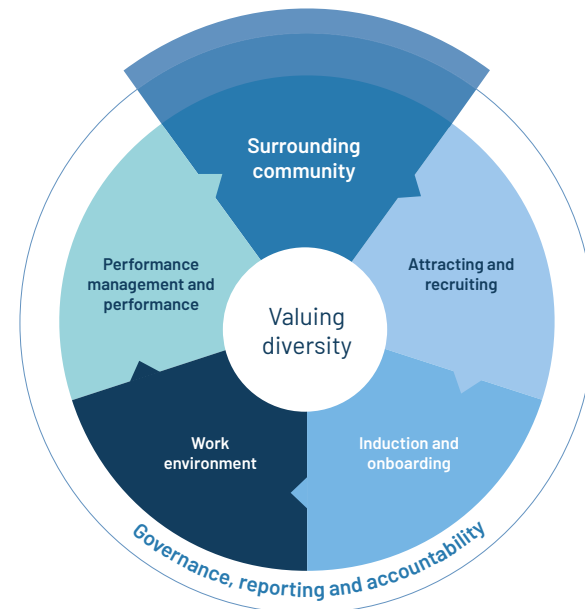 Surrounding
community
Attracting and
recruiting
Induction and
onboarding
Work
environment
Performance
management and
performance
Valuing
diversity
Governance, reporting and accountability